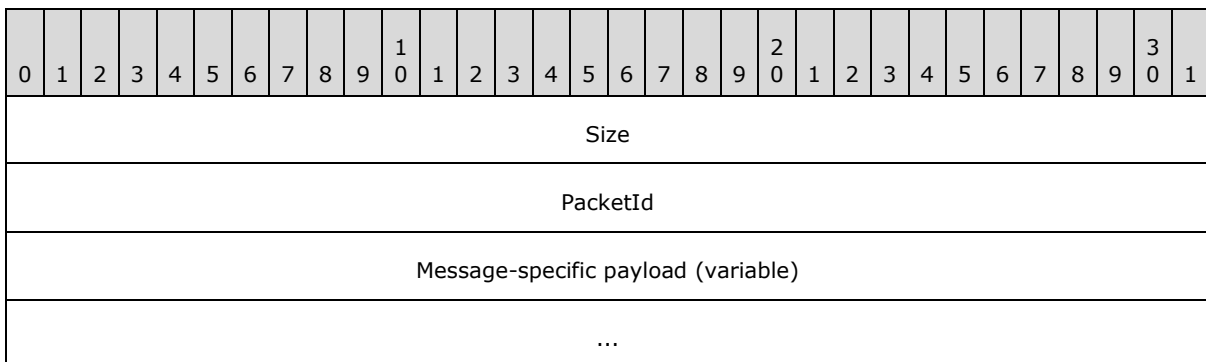 1 2 3
0 1 2 3 4 5 6 7 8 9 0 1 2 3 4 5 6 7 8 9 0 1 2 3 4 5 6 7 8 9 0 1
Size
PacketId
Message-specific payload (variable)
...